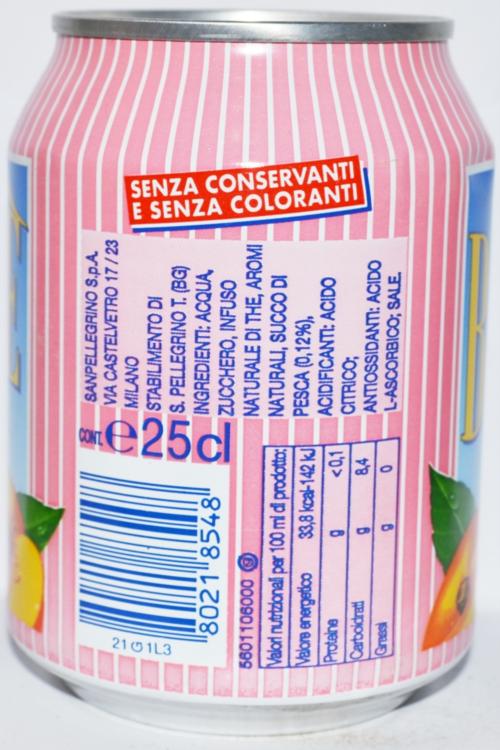 SENZA CONSERVANTI
E SENZA COLORANTI
SANPELLEGRINO S.p.A.
VIA CASTELVETRO 17 / 23
MILANO
STABILIMENTO DI
S. PELLEGRINO T. (BG)
INGREDIENTI: ACQUA,
ZUCCHERO, INFUSO
NATURALE DI THE, AROMI
NATURALI, SUCCO DI
PESCA (0,12%),
ACIDIFICANTI: ACIDO
CITRICO;
ANTIOSSIDANTI: ACIDO
L-ASCORBICO; SALE
CONT. e 25cl
8021 8548
21 G 1L3
5601106000
Valori nutrizionali per 100 ml di prodotto:
Valore energetico 33,8 kcal-142 kJ
Proteine g <0,1
Carboidrati g 8,4
Grassi g 0